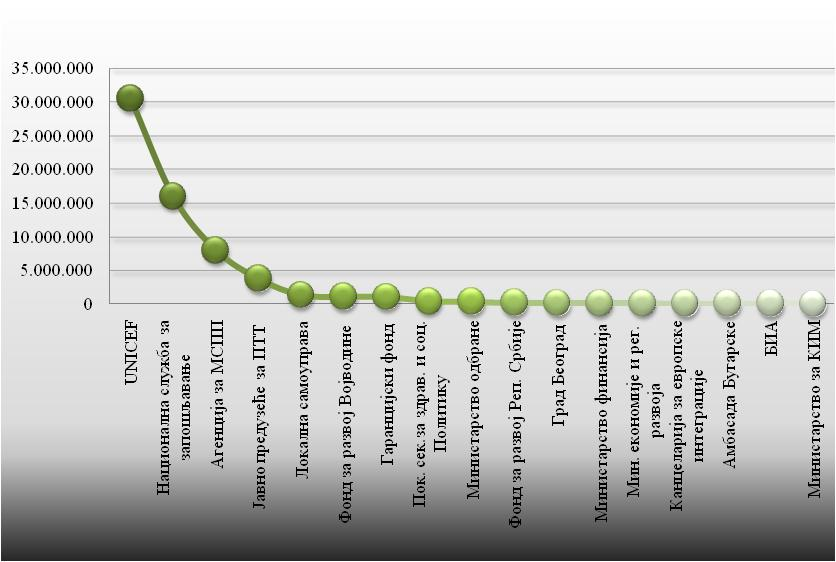 35.000.000
30.000.000
25.000.000
20.000.000
15.000.000
10.000.000
5.000.000
0
UNICEF
Национална служба за
запошљавање
Агенција за МСПП
Јавно предузеће за ПТТ
Локална самоуправа
Фонд за развој Војводине
Гаранцијски фонд
Пок. сек. за здрав. и соц.
Политику
Министарство одбране
Фонд за развој Реп. Србије
Град Београд
Министарство финансија
Мин. економије и рег.
развоја
Канцеларија за европске
интеграције
Амбасада Бугарске
БИА
Министарство за КИМ